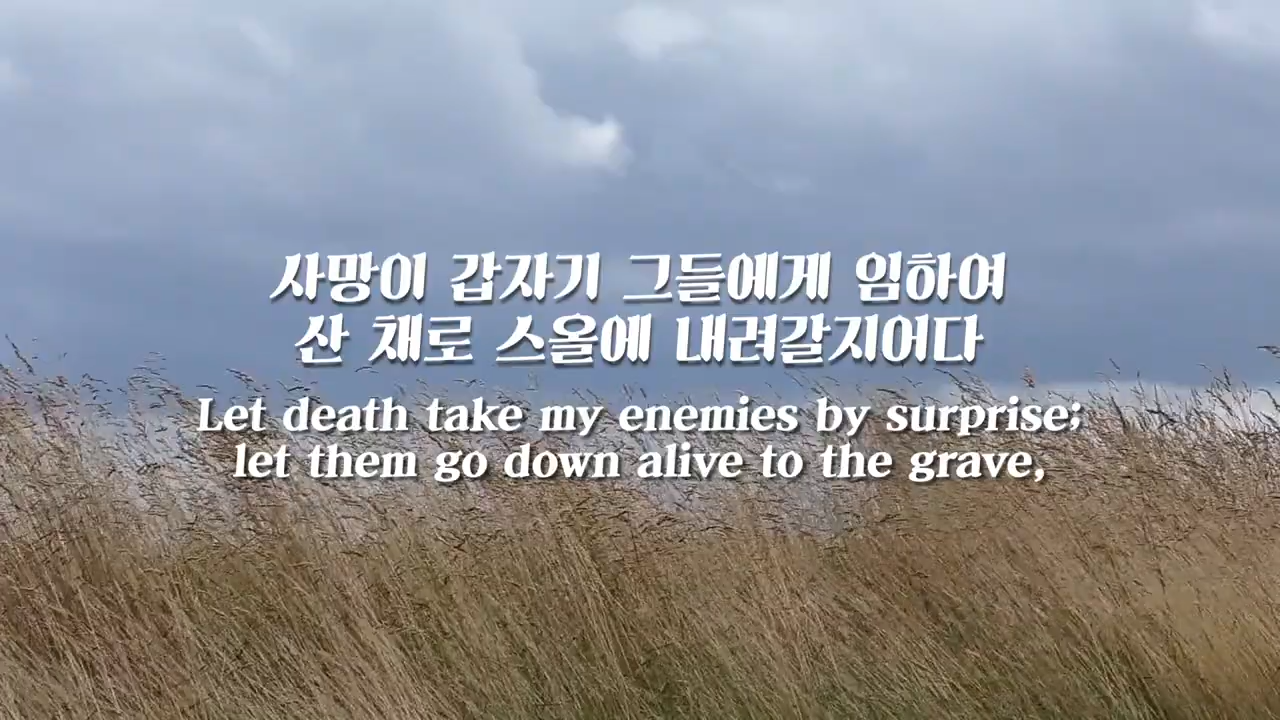 사망이 갑자기 그들에게 임하여
산 채로 스올에 내려갈지어다
Let death take my enemies by surprise;
let them go down alive to the grave,